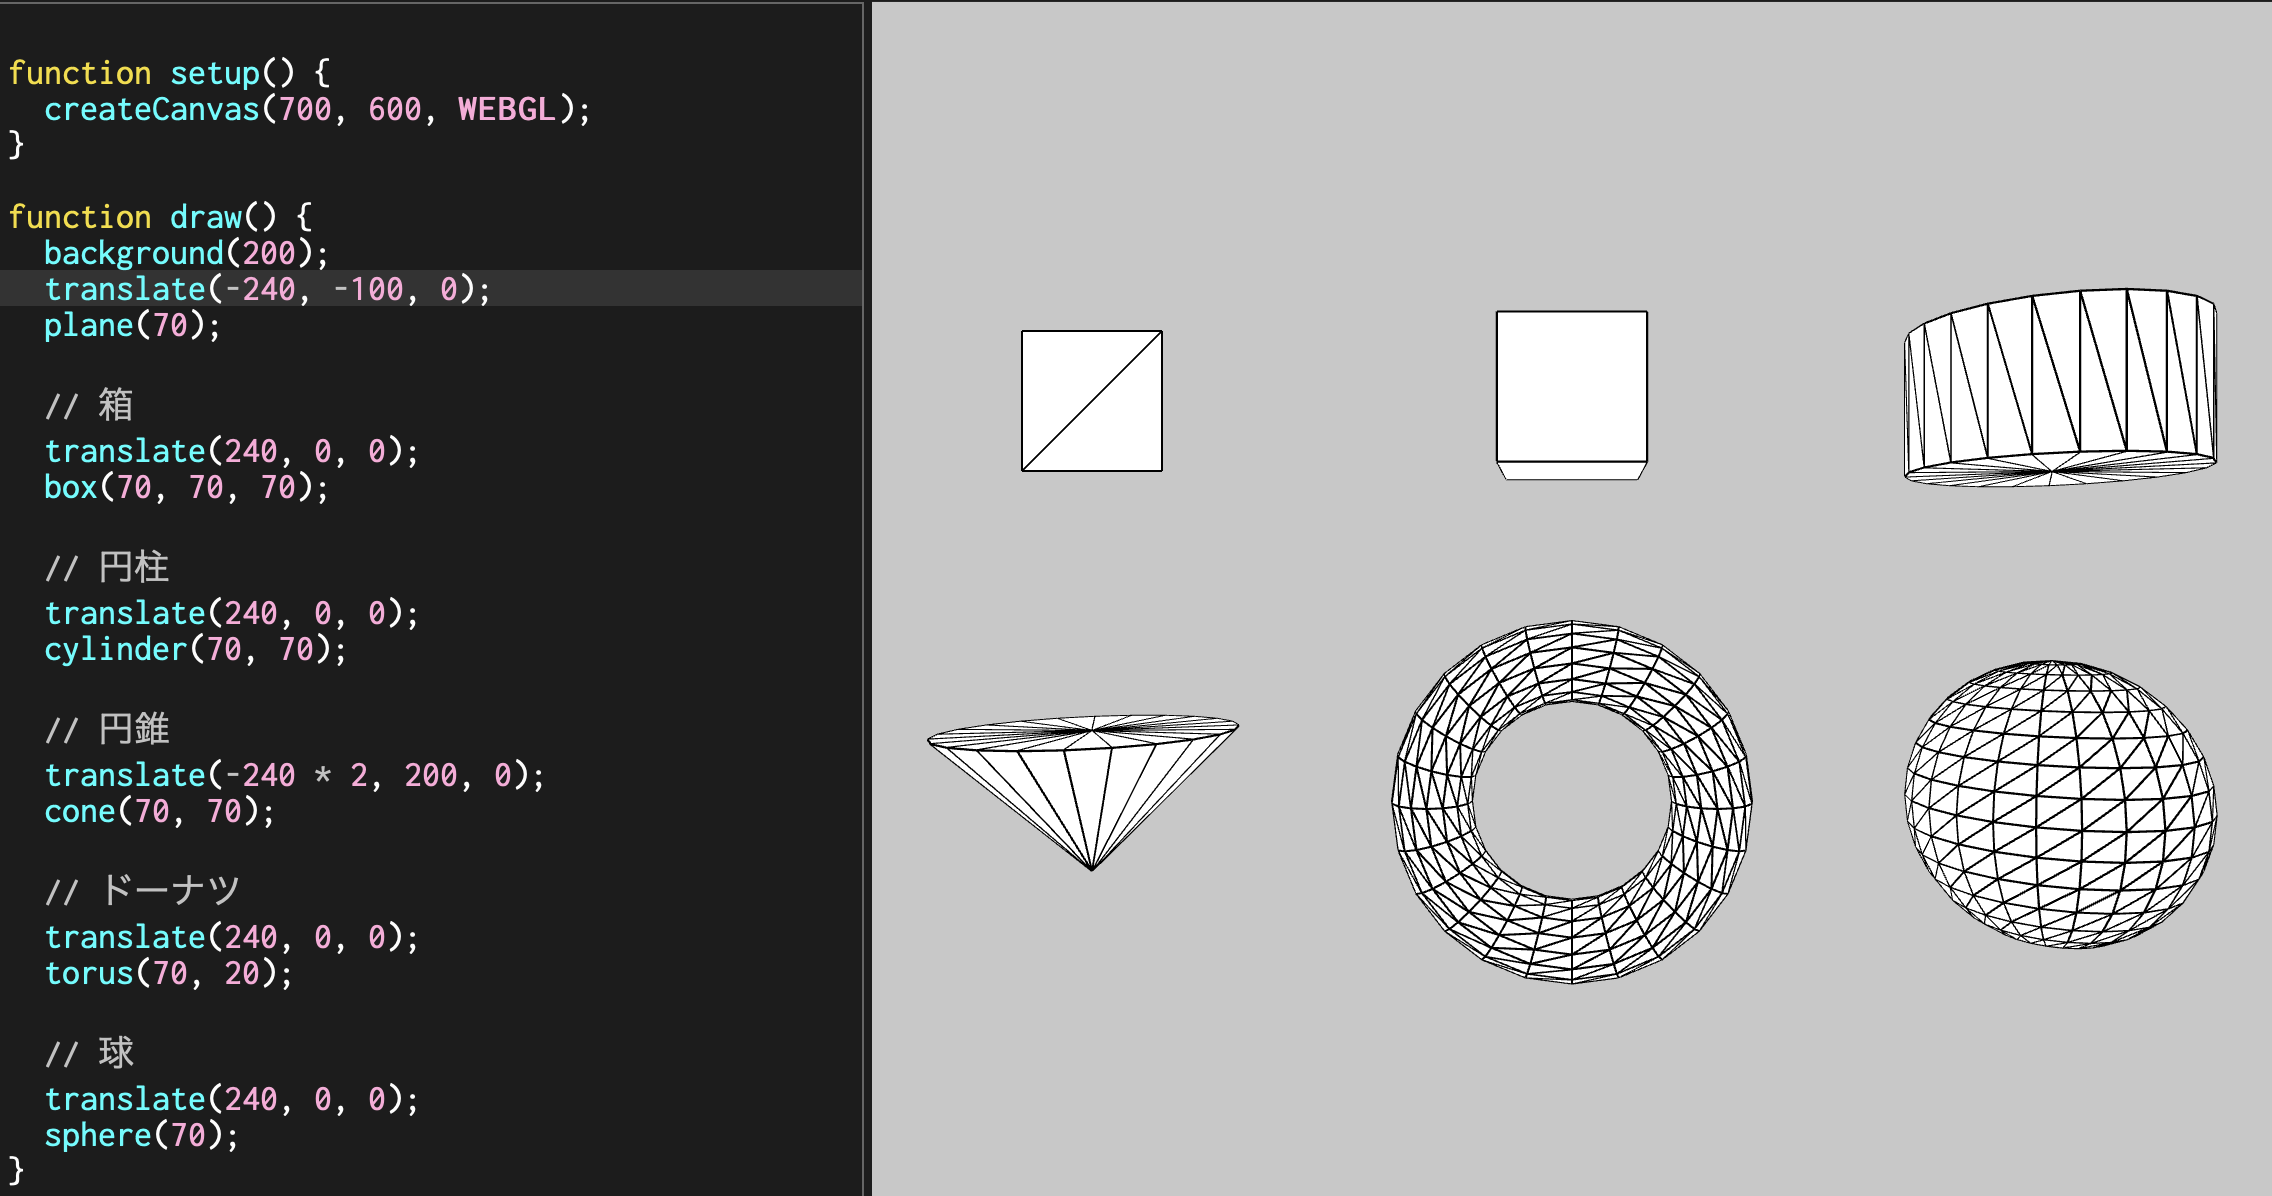 function setup() {
  createCanvas(700, 600, WEBGL);
}

function draw() {
  background(200);
  translate(-240, -100, 0);
  plane(70);

  // 箱
  translate(240, 0, 0);
  box(70, 70, 70);

  // 円柱
  translate(240, 0, 0);
  cylinder(70, 70);

  // 円錐
  translate(-240 * 2, 200, 0);
  cone(70, 70);

  // ドーナツ
  translate(240, 0, 0);
  torus(70, 20);

  // 球
  translate(240, 0, 0);
  sphere(70);
}